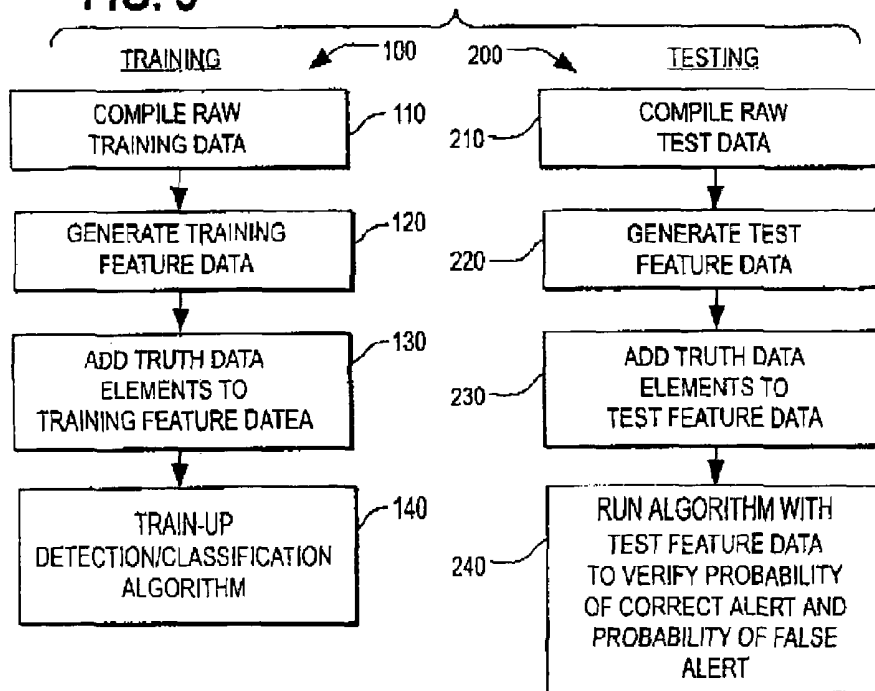 TRAINING
100
COMPILE RAW
TRAINING DATA
110
GENERATE TRAINING
FEATURE DATA
120
ADD TRUTH DATA
ELEMENTS TO
TRAINING FEATURE DATEA
130
TRAIN-UP
DETECTION/CLASSIFICATION
ALGORITHM
140
200
TESTING
COMPILE RAW
TEST DATA
210
GENERATE TEST
FEATURE DATA
220
ADD TRUTH DATA
ELEMENTS TO
TEST FEATURE DATA
230
RUN ALGORITHM WITH
TEST FEATURE DATA
TO VERIFY PROBABILITY
OF CORRECT ALERT AND
PROBABILITY OF FALSE
ALERT
240